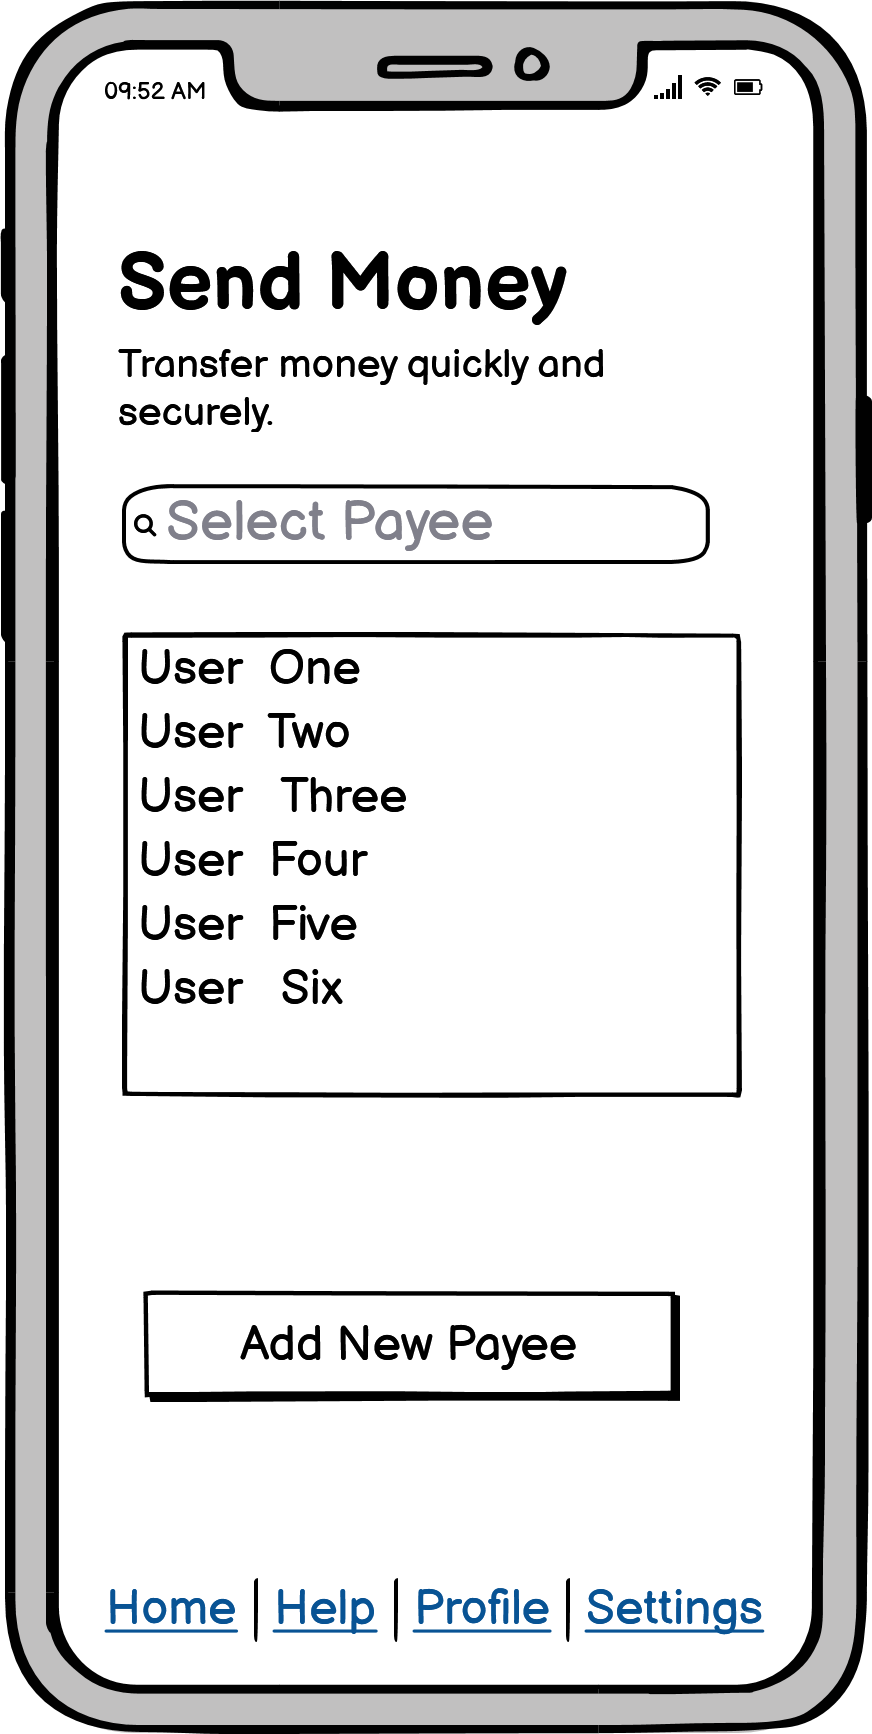 09:52 AM
Send Money
Transfer money quickly and
securely.
Select Payee
User One
User Two
User Three
User Four
User Five
User Six
Add New Payee
Home | Help | Profile | Settings